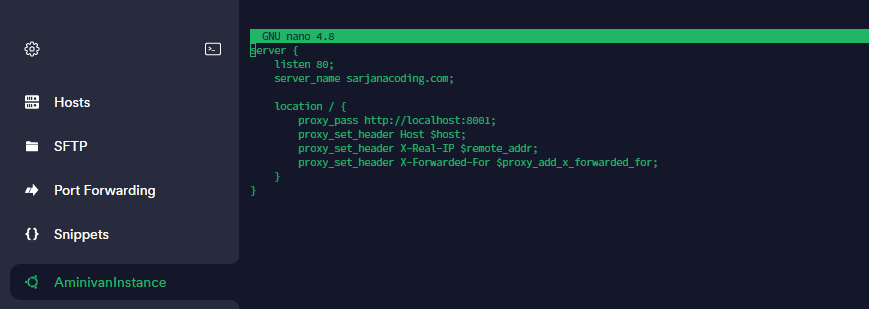 Hosts
SFTP
Port Forwarding
Snippets
AminivanInstance
GNU nano 4.8
server {
    listen 80;
    server_name sarjanacoding.com;

    location / {
        proxy_pass http://localhost:8001;
        proxy_set_header Host $host;
        proxy_set_header X-Real-IP $remote_addr;
        proxy_set_header X-Forwarded-For $proxy_add_x_forwarded_for;
    }
}